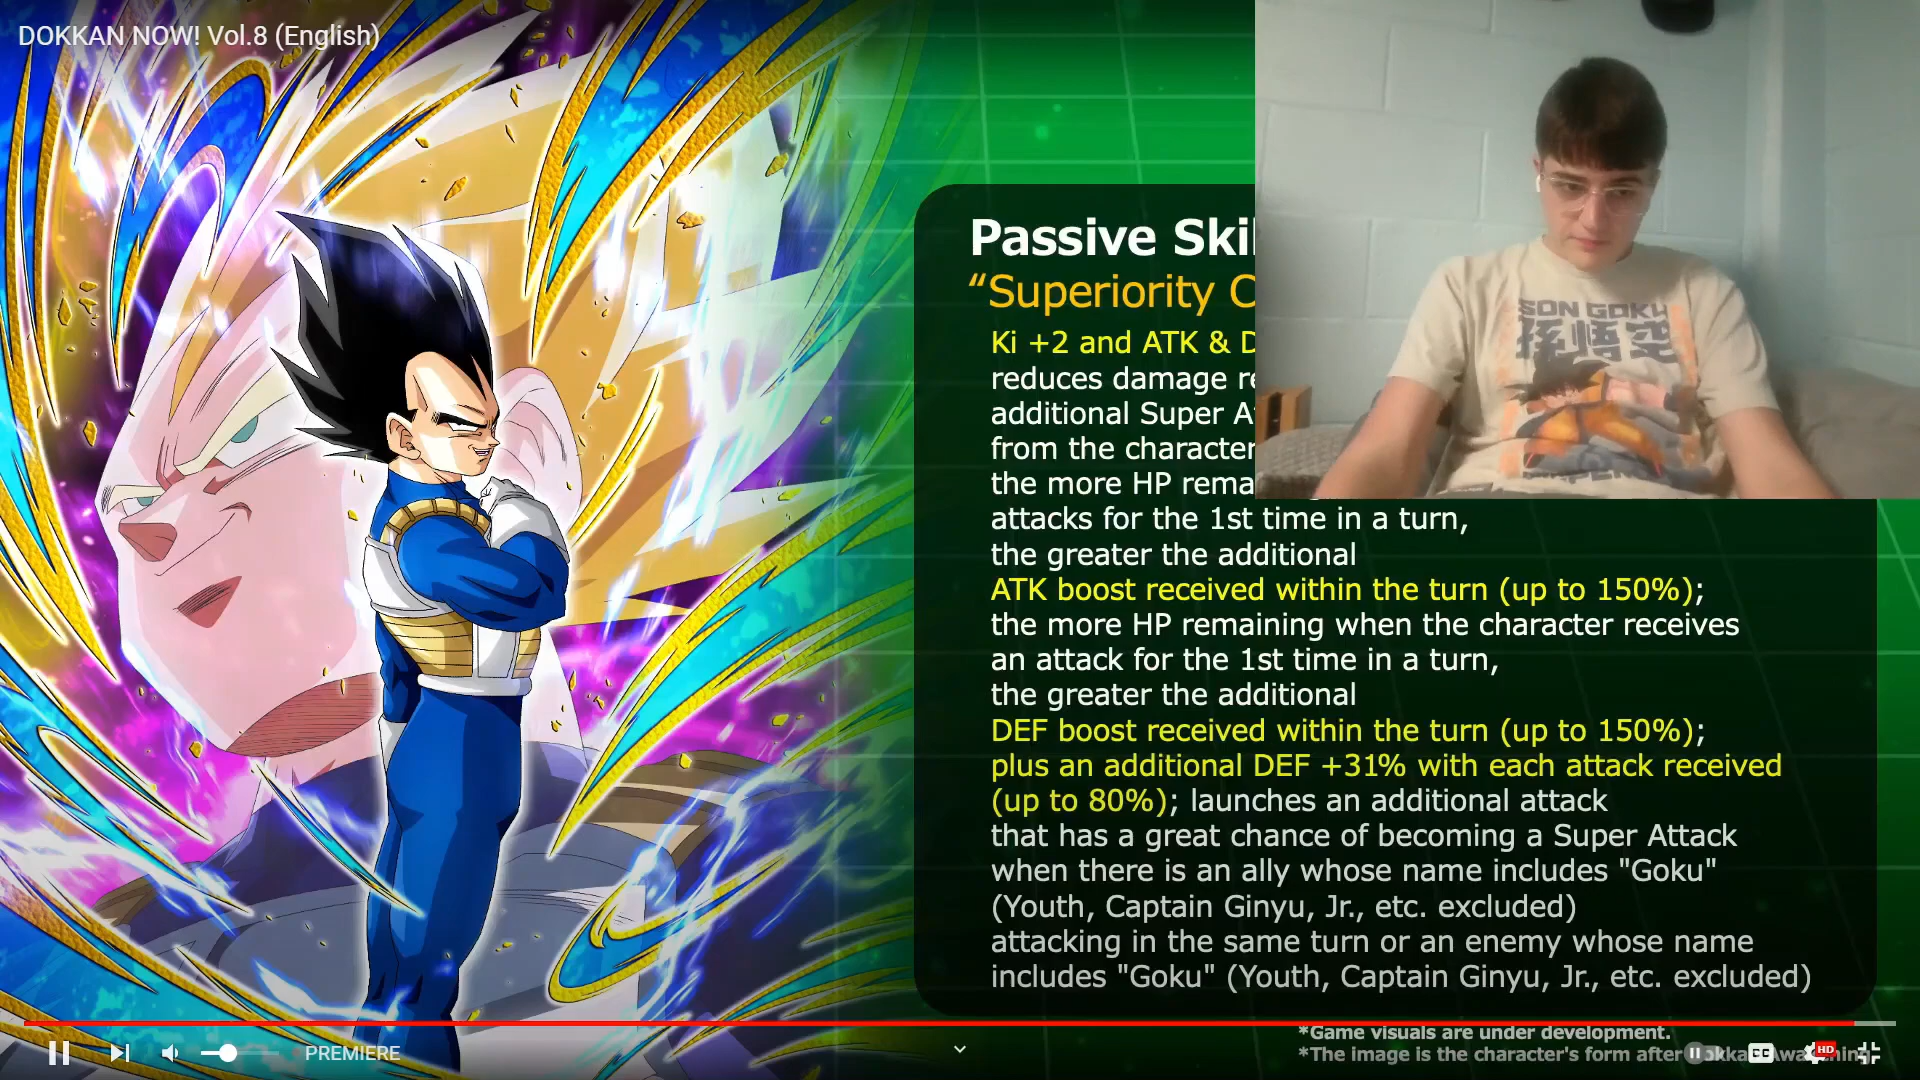 DOKKAN NOW! Vol.8 (English)
Passive Skil
“Superiority C
Ki +2 and ATK & D
reduces damage re
additional Super A
from the character
the more HP rema
attacks for the 1st time in a turn,
the greater the additional
ATK boost received within the turn (up to 150%);
the more HP remaining when the character receives
an attack for the 1st time in a turn,
the greater the additional
DEF boost received within the turn (up to 150%);
plus an additional DEF +31% with each attack received
(up to 80%); launches an additional attack
that has a great chance of becoming a Super Attack
when there is an ally whose name includes "Goku"
(Youth, Captain Ginyu, Jr., etc. excluded)
attacking in the same turn or an enemy whose name
includes "Goku" (Youth, Captain Ginyu, Jr., etc. excluded)
SON GOKU
孫悟空
*Game visuals are under development.
*The image is the character's form after
PREMIERE
CC
HD